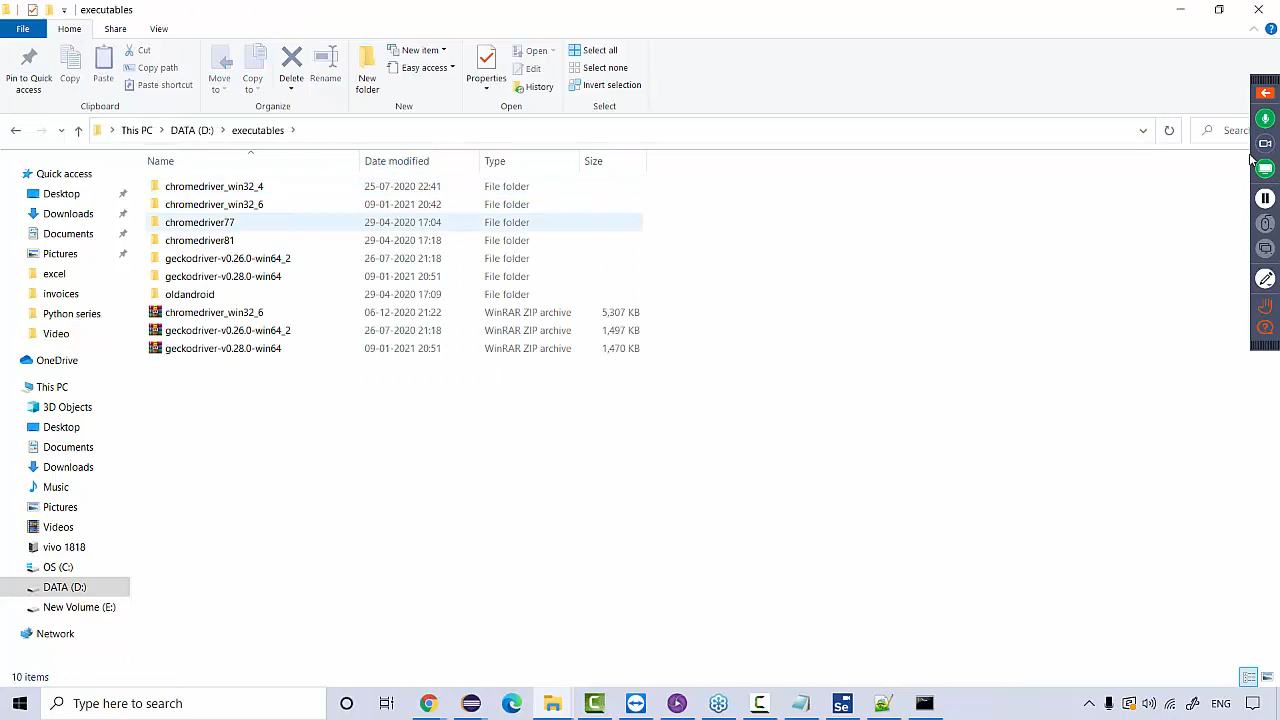 executables
File Home Share View
Pin to Quick access
Copy
Paste
Cut
Copy path
Paste shortcut
Clipboard
Move to
Copy to
Delete
Rename
Organize
New folder
New item
Easy access
New
Properties
Open
Edit
History
Open
Select all
Select none
Invert selection
Select
This PC DATA (D:) executables
Name Date modified Type Size
chromedriver_win32_4 25-07-2020 22:41 File folder
chromedriver_win32_6 09-01-2021 20:42 File folder
chromedriver77 29-04-2020 17:04 File folder
chromedriver81 29-04-2020 17:18 File folder
geckodriver-v0.26.0-win64_2 26-07-2020 21:18 File folder
geckodriver-v0.28.0-win64 09-01-2021 20:51 File folder
oldandroid 29-04-2020 17:09 File folder
chromedriver_win32_6 06-12-2020 21:22 WinRAR ZIP archive 5,307 KB
geckodriver-v0.26.0-win64_2 26-07-2020 21:18 WinRAR ZIP archive 1,497 KB
geckodriver-v0.28.0-win64 09-01-2021 20:51 WinRAR ZIP archive 1,470 KB
Quick access
Desktop
Downloads
Documents
Pictures
excel
invoices
Python series
Video
OneDrive
This PC
3D Objects
Desktop
Documents
Downloads
Music
Pictures
Videos
vivo 1818
OS (C:)
DATA (D:)
New Volume (E:)
Network
10 items
Type here to search
Se
ENG